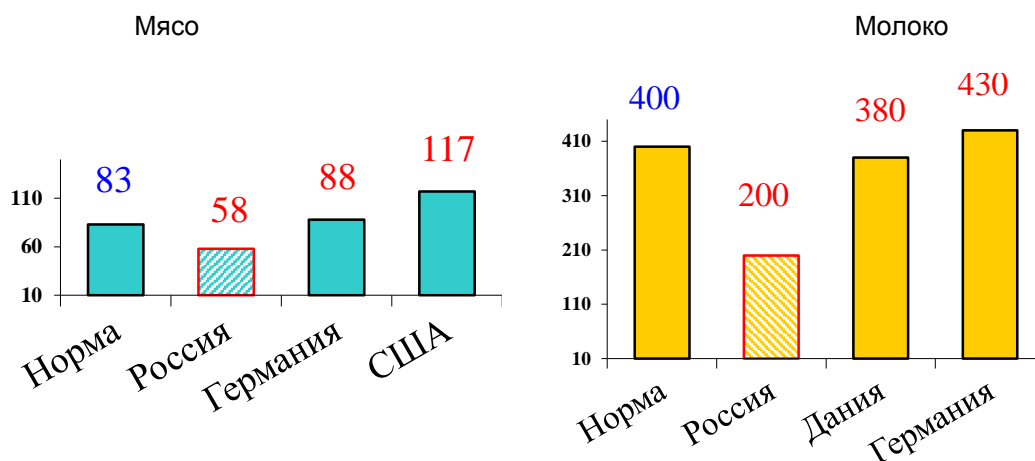 Мясо
83
58
88
117
110
60
10
Норма
Россия
Германия
США
Молоко
400
200
380
430
410
310
210
110
10
Норма
Россия
Дания
Германия